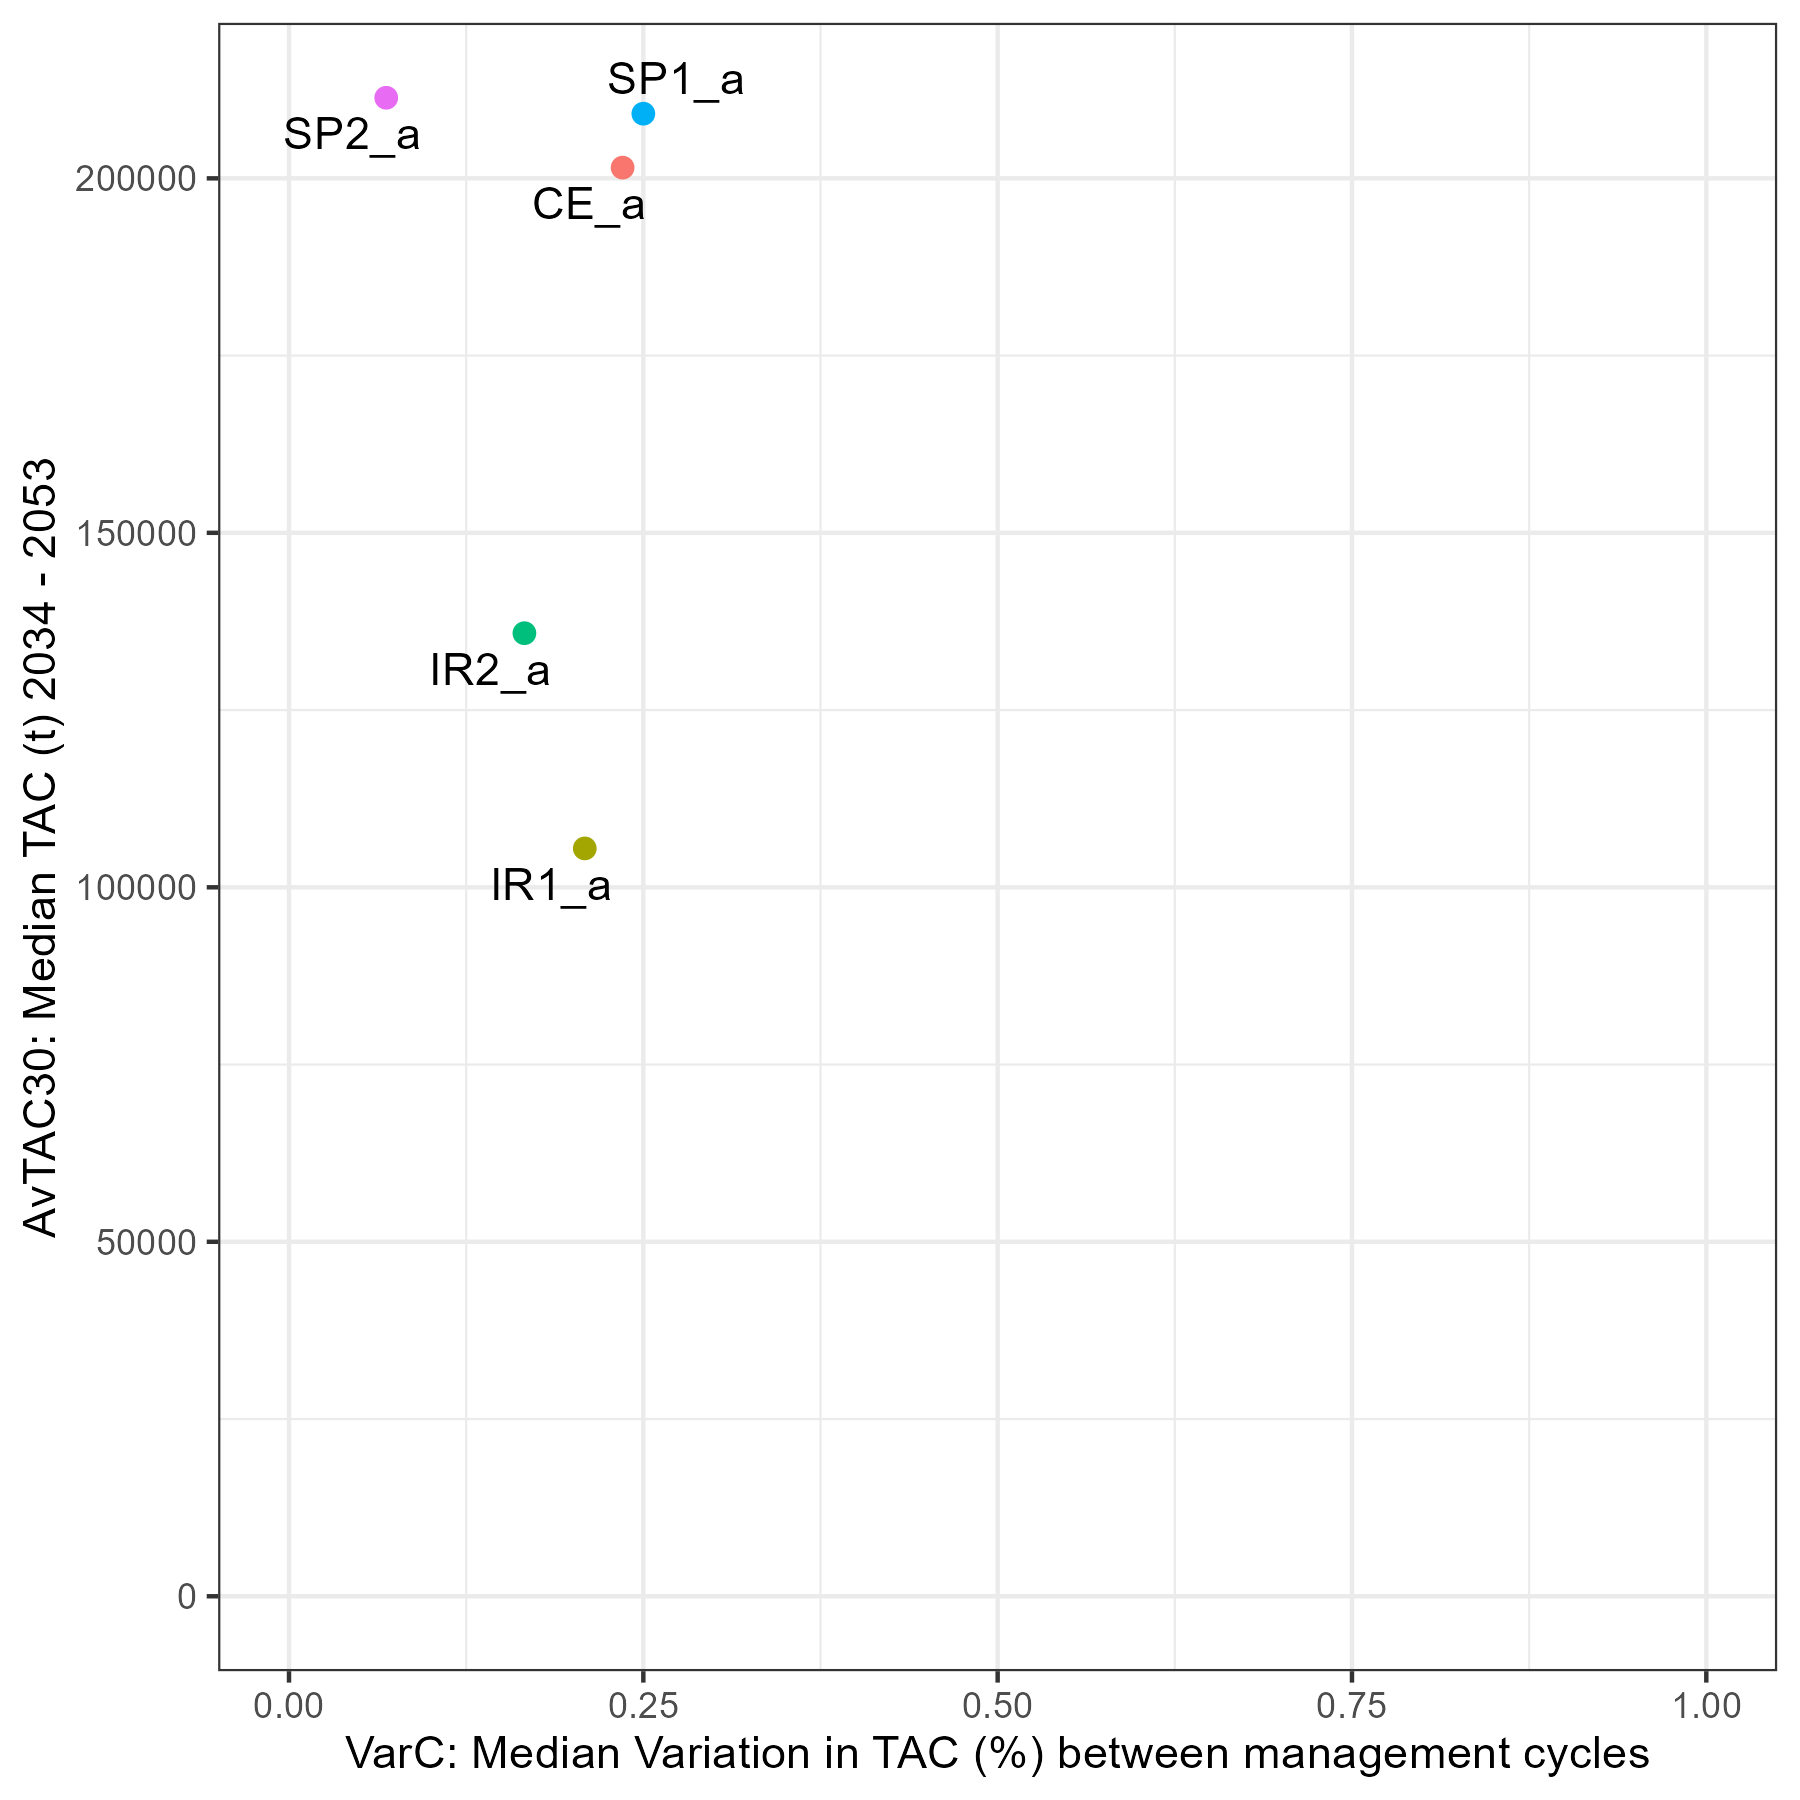 SP1_a
SP2_a
CE_a
IR2_a
IR1_a
200000
150000
100000
50000
0
0.00
0.25
0.50
0.75
1.00
AvTAC30: Median TAC (t) 2034 - 2053
VarC: Median Variation in TAC (%) between management cycles